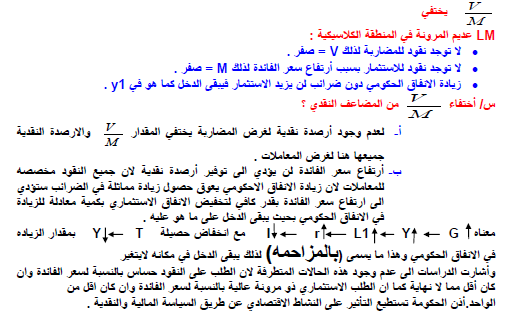 V/M يختفي
LM عديم المرونة في المنطقة الكلاسيكية :
• لا توجد نقود للمضاربة لذلك V = صفر .
• لا توجد نقود للاستثمار بسبب أرتفاع سعر الفائدة لذلك M = صفر .
• زيادة الانفاق الحكومي دون ضرائب لن يزيد الاستثمار فيبقى الدخل كما هو في y1 .
س/ أختفاء V/M من المضاعف النقدي ؟
أ- لعدم وجود أرصدة نقدية لغرض المضاربة يختفي المقدار V/M والارصدة النقدية
جميعها هنا لغرض المعاملات .
ب- أرتفاع سعر الفائدة لن يؤدي الى توفير أرصدة نقدية لان جميع النقود مخصصه
للمعاملات لان زيادة الانفاق الاحكومي يعوق حصول زيادة مماثلة في الضرائب ستؤدي
الى ارتفاع سعر الفائدة بقدر كافي لتخفيض الانفاق الاستثماري بكمية معادلة للزيادة
في الانفاق الحكومي بحيث يبقى الدخل على ما هو عليه .
معناه G↑ ← Y↑ ← L1↑ ← r↑ ← I↓ مع انخفاض حصيلة T ← Y↓ بمقدار الزياده
في الانفاق الحكومي وهذا ما يسمى (بالمزاحمه) لذلك يبقى الدخل في مكانه لايتغير
وأشارت الدراسات الى عدم وجود هذه الحالات المتطرفة لان الطلب على النقود حساس بالنسبة لسعر الفائدة وان
كان أقل مما لا نهاية كما ان الطلب الاستثماري ذو مرونة عالية بالنسبة لسعر الفائدة وان كان اقل من
الواحد.أذن الحكومة تستطيع التأثير على النشاط الاقتصادي عن طريق السياسة المالية والنقدية .